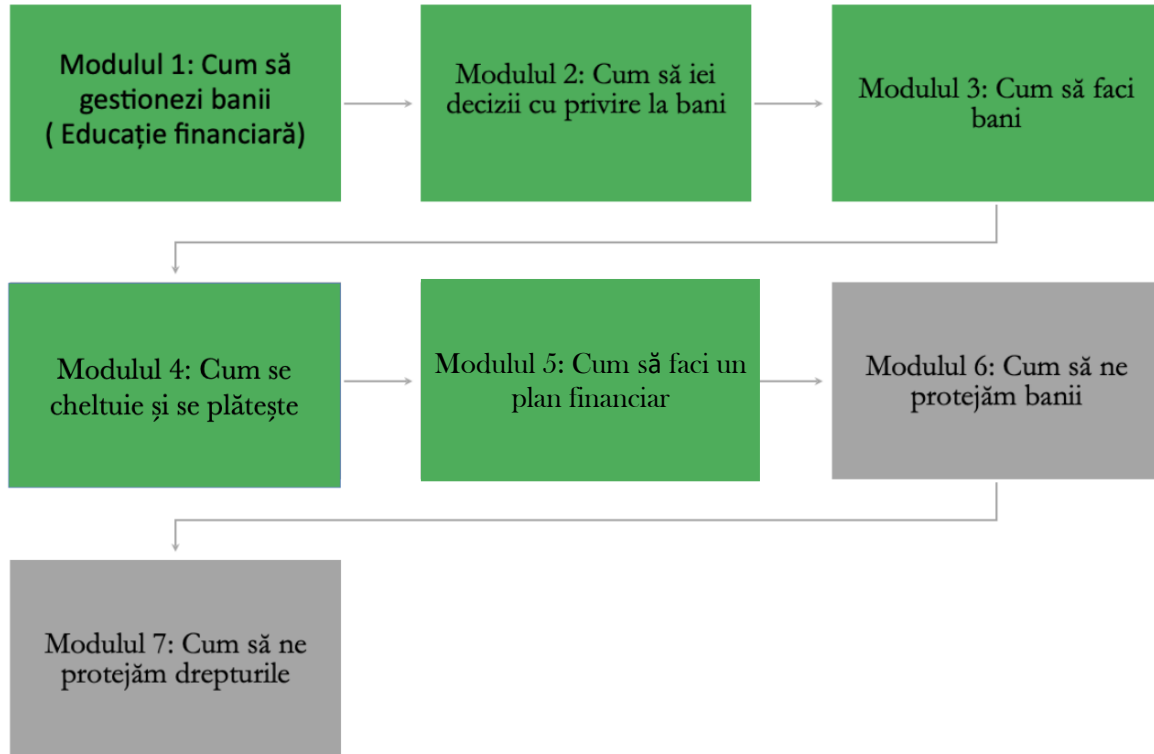 Modulul 1: Cum să
gestionezi banii
( Educație financiară)
Modulul 2: Cum să iei
decizii cu privire la bani
Modulul 3: Cum să faci
bani
Modulul 4: Cum se
cheltuie și se plătește
Modulul 5: Cum să faci un
plan financiar
Modulul 6: Cum să ne
protejăm banii
Modulul 7: Cum să ne
protejăm drepturile